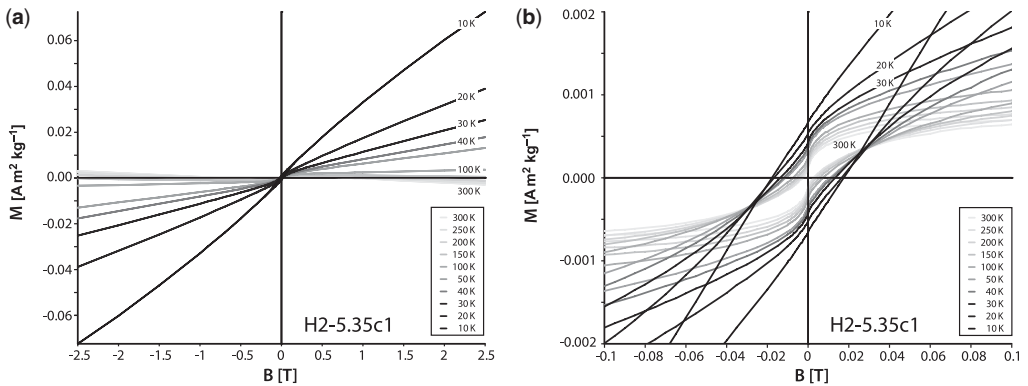 (a)
M [A m² kg⁻¹]
0.06
0.04
0.02
0.00
-0.02
-0.04
-0.06
10 K
20 K
30 K
40 K
100 K
300 K
300 K
250 K
200 K
150 K
100 K
50 K
40 K
30 K
20 K
10 K
H2-5.35c1
-2.5 -2 -1.5 -1 -0.5 0 0.5 1 1.5 2 2.5
B [T]
(b)
M [A m² kg⁻¹]
0.002
0.001
0.000
-0.001
-0.002
10 K
20 K
30 K
300 K
300 K
250 K
200 K
150 K
100 K
50 K
40 K
30 K
20 K
10 K
H2-5.35c1
-0.1 -0.08 -0.06 -0.04 -0.02 0 0.02 0.04 0.06 0.08 0.1
B [T]